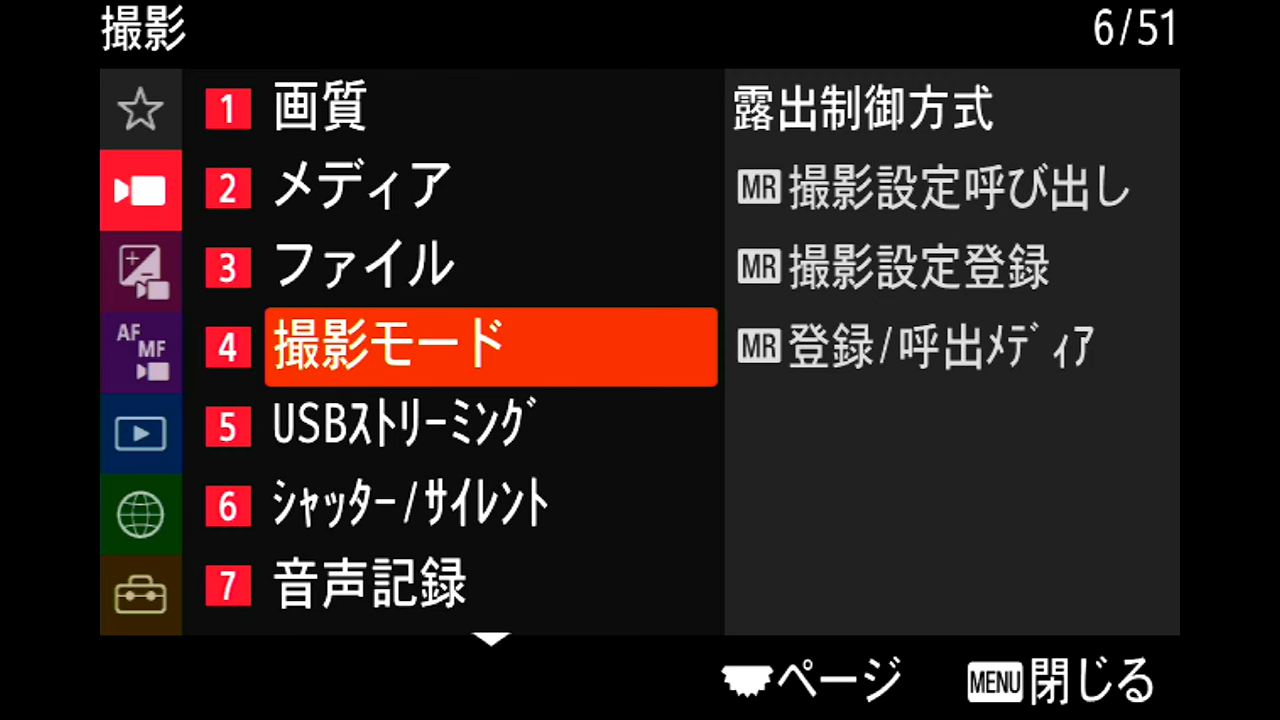 撮影 6/51
1 画質
2 メディア
3 ファイル
4 撮影モード
5 USBｽﾄﾘｰﾐﾝｸﾞ
6 ｼｬｯﾀｰ/ｻｲﾚﾝﾄ
7 音声記録
露出制御方式
MR 撮影設定呼び出し
MR 撮影設定登録
MR 登録/呼出ﾒﾃﾞｨｱ
AF MF
ページ MENU 閉じる